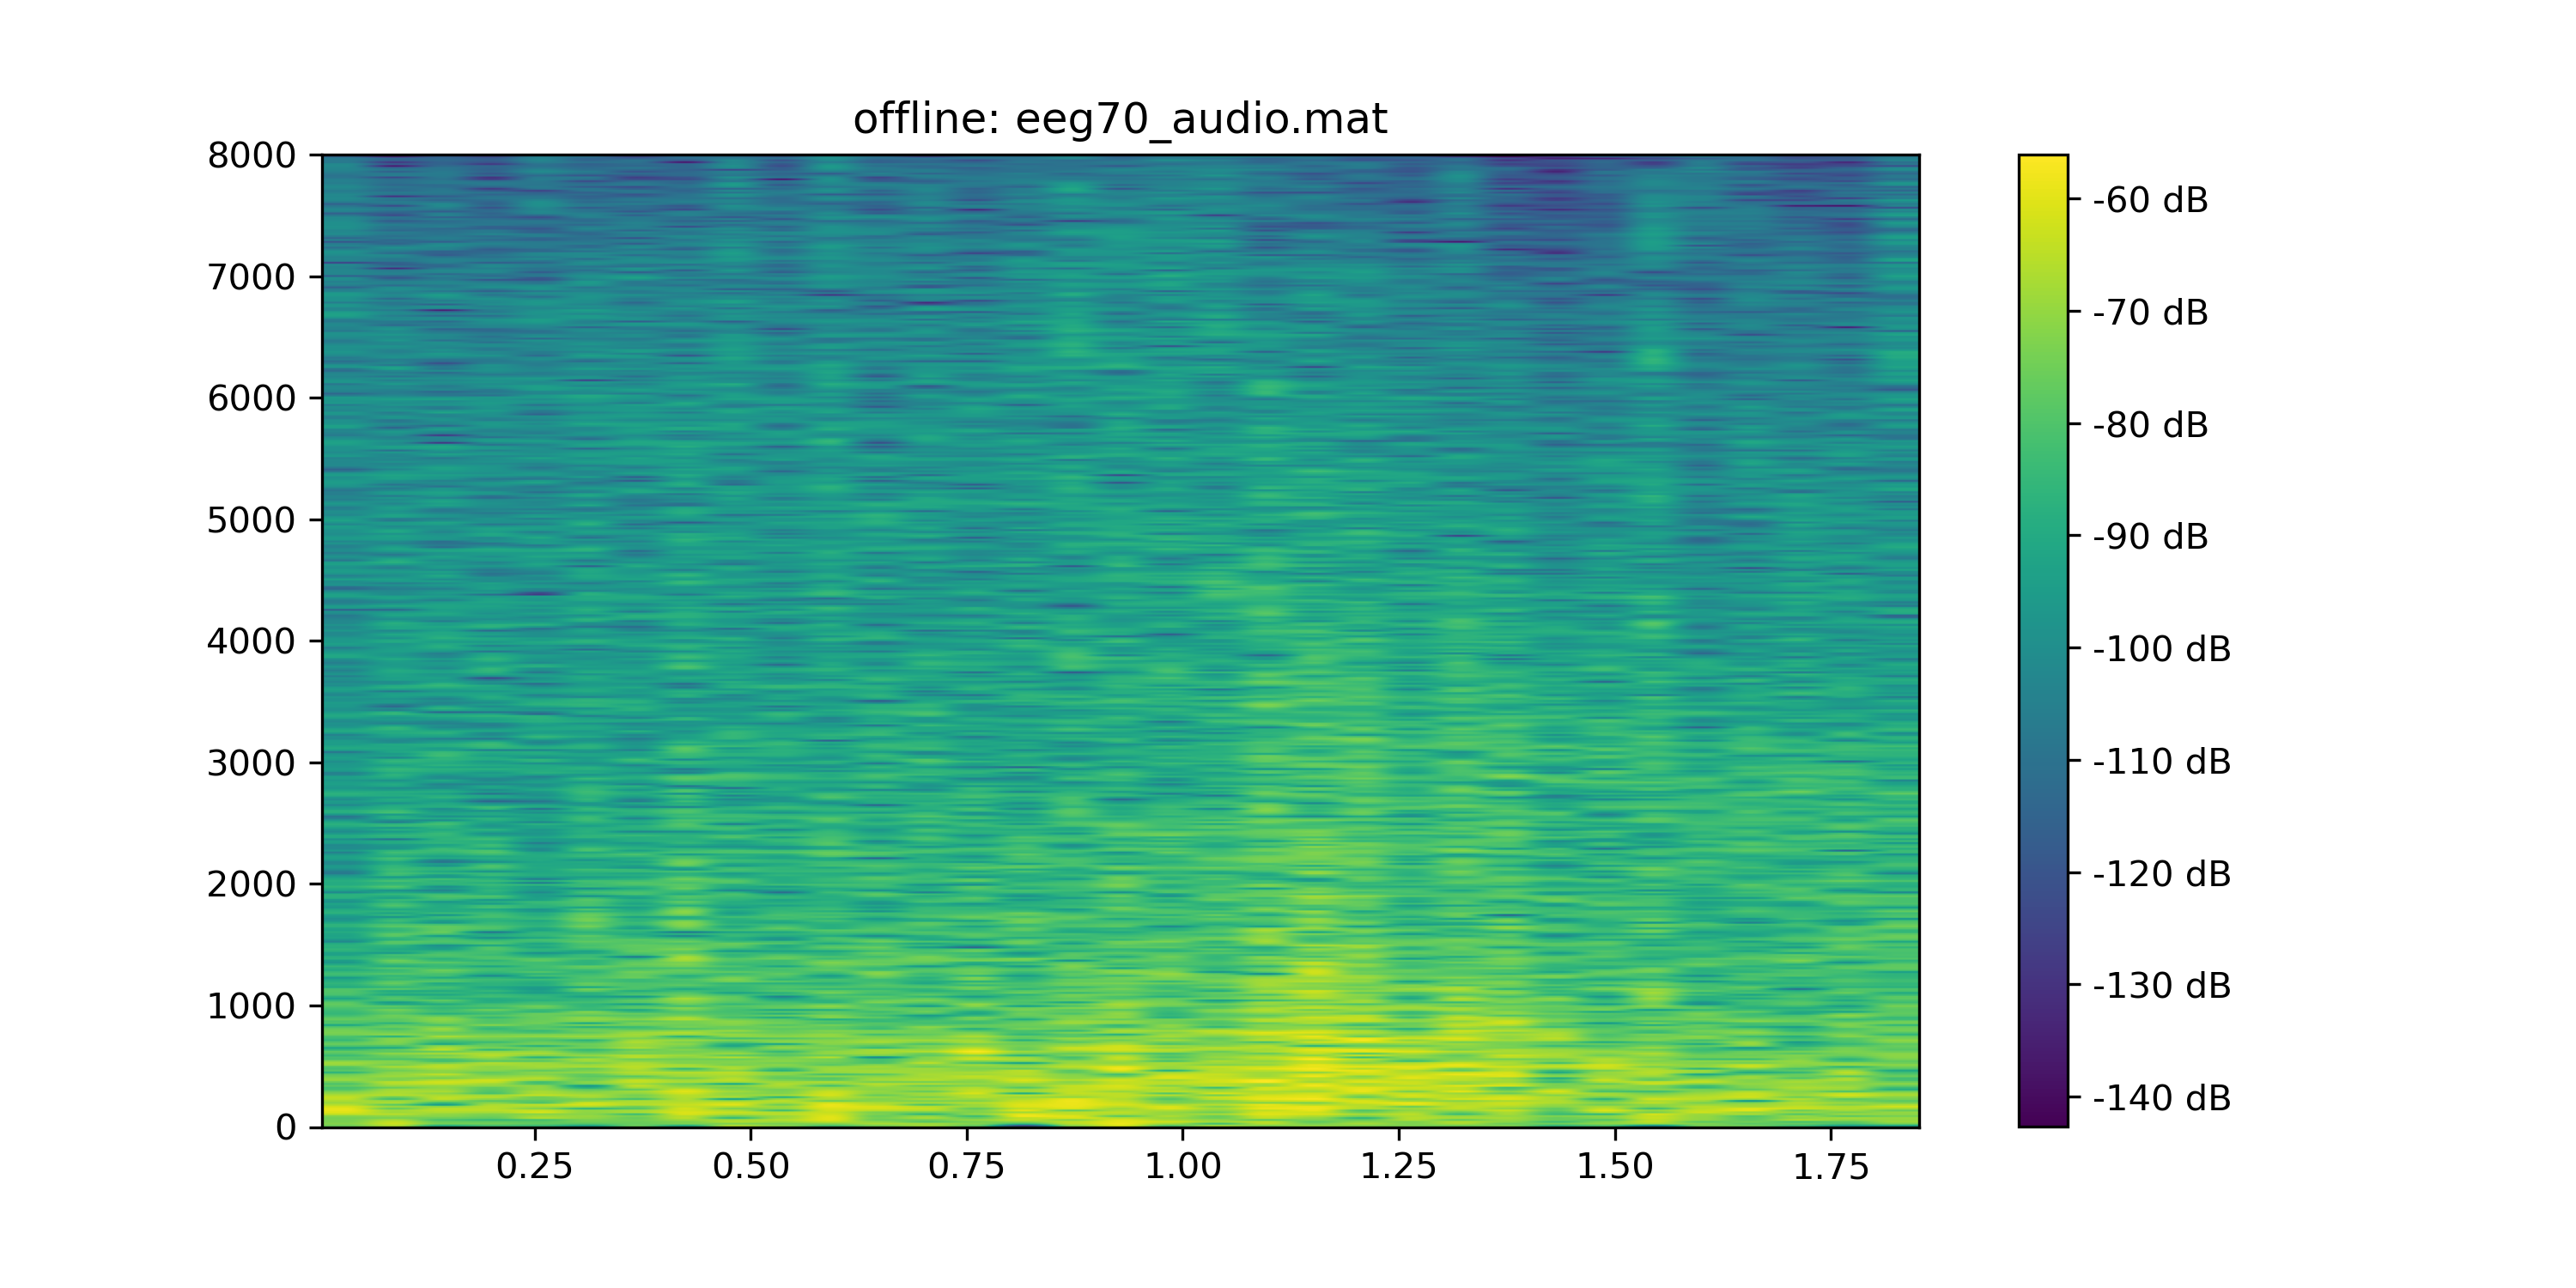 offline: eeg70_audio.mat
8000
7000
6000
5000
4000
3000
2000
1000
0
0.25 0.50 0.75 1.00 1.25 1.50 1.75
-60 dB
-70 dB
-80 dB
-90 dB
-100 dB
-110 dB
-120 dB
-130 dB
-140 dB